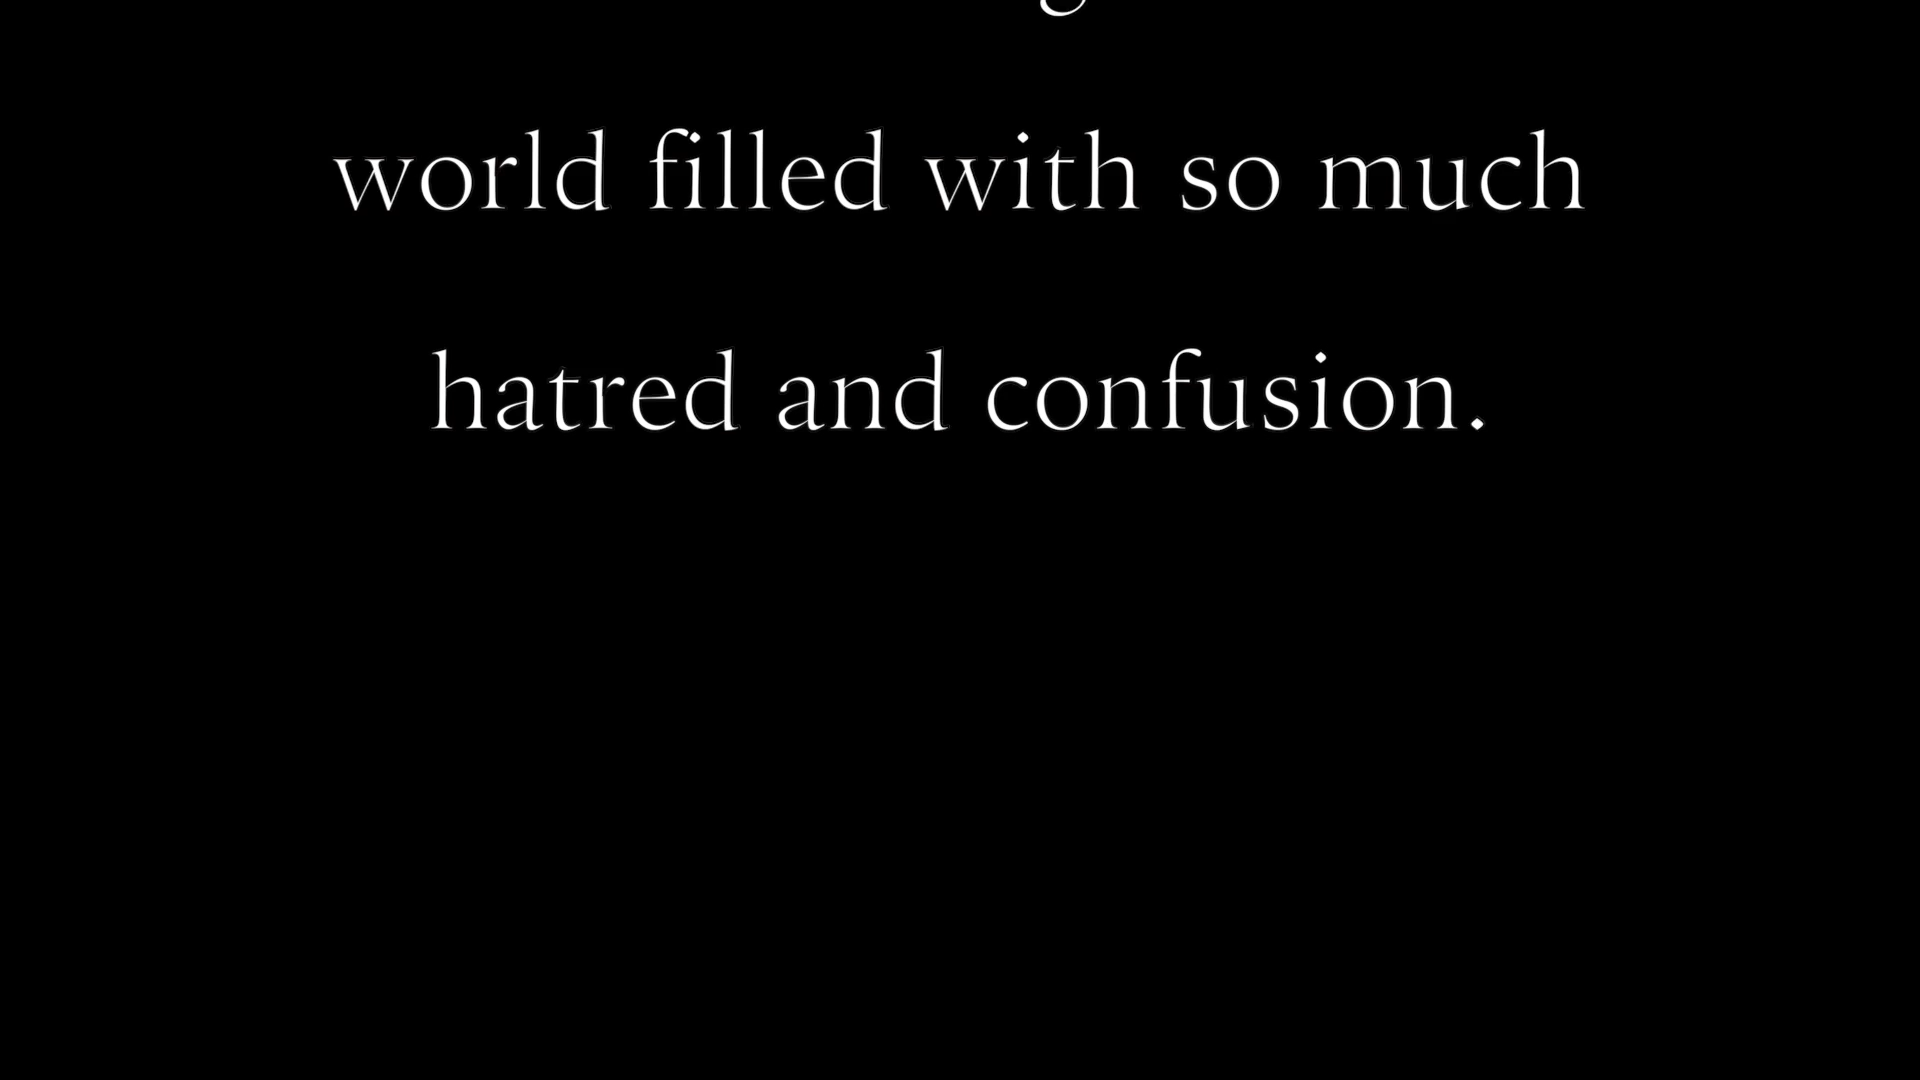 world filled with so much
hatred and confusion.